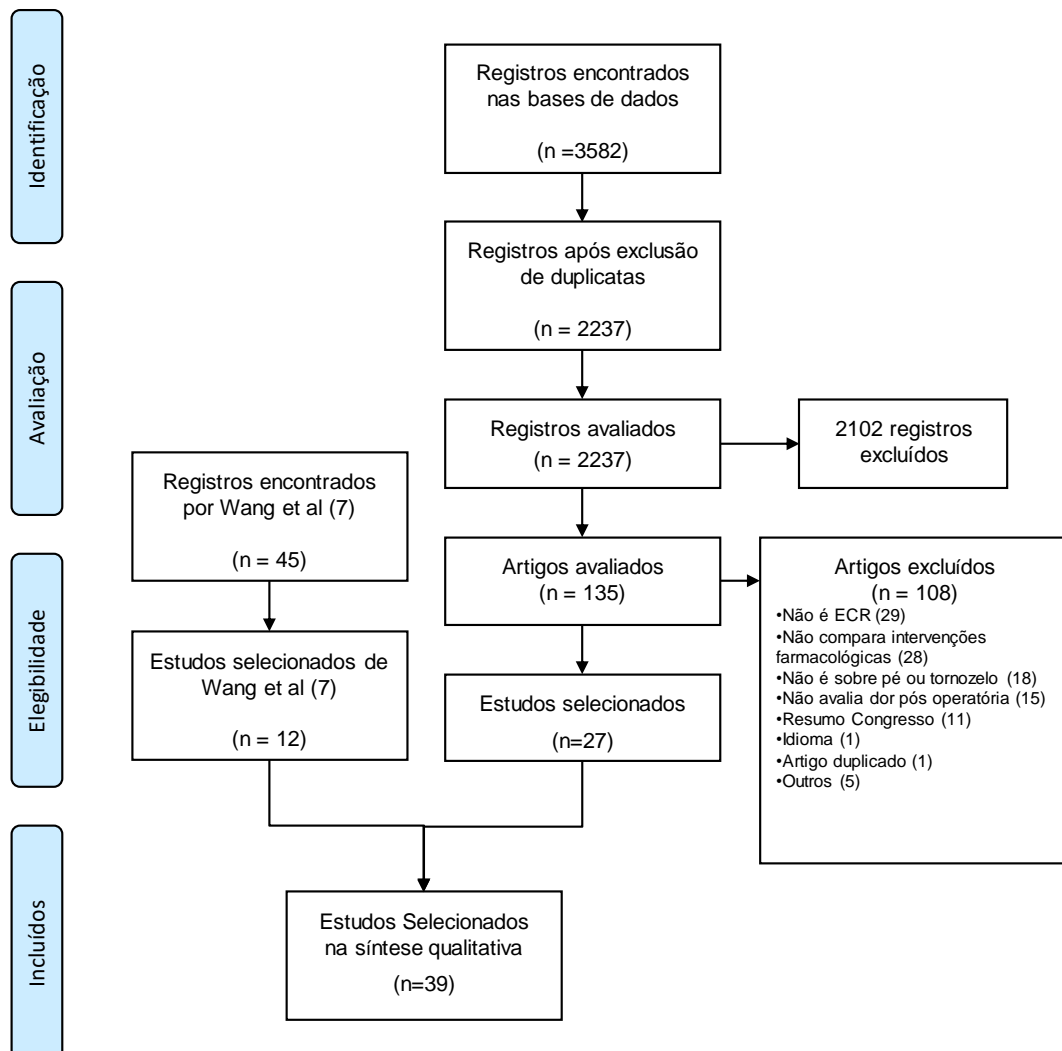 Identificação
Registros encontrados
nas bases de dados
(n =3582)
Registros após exclusão
de duplicatas
(n = 2237)
Avaliação
Registros avaliados
(n = 2237)
2102 registros
excluídos
Registros encontrados
por Wang et al (7)
(n = 45)
Elegibilidade
Artigos avaliados
(n = 135)
Artigos excluídos
(n = 108)
•Não é ECR (29)
•Não compara intervenções
farmacológicas (28)
•Não é sobre pé ou tornozelo (18)
•Não avalia dor pós operatória (15)
•Resumo Congresso (11)
•Idioma (1)
•Artigo duplicado (1)
•Outros (5)
Estudos selecionados de
Wang et al (7)
(n = 12)
Estudos selecionados
(n=27)
Incluídos
Estudos Selecionados
na síntese qualitativa
(n=39)